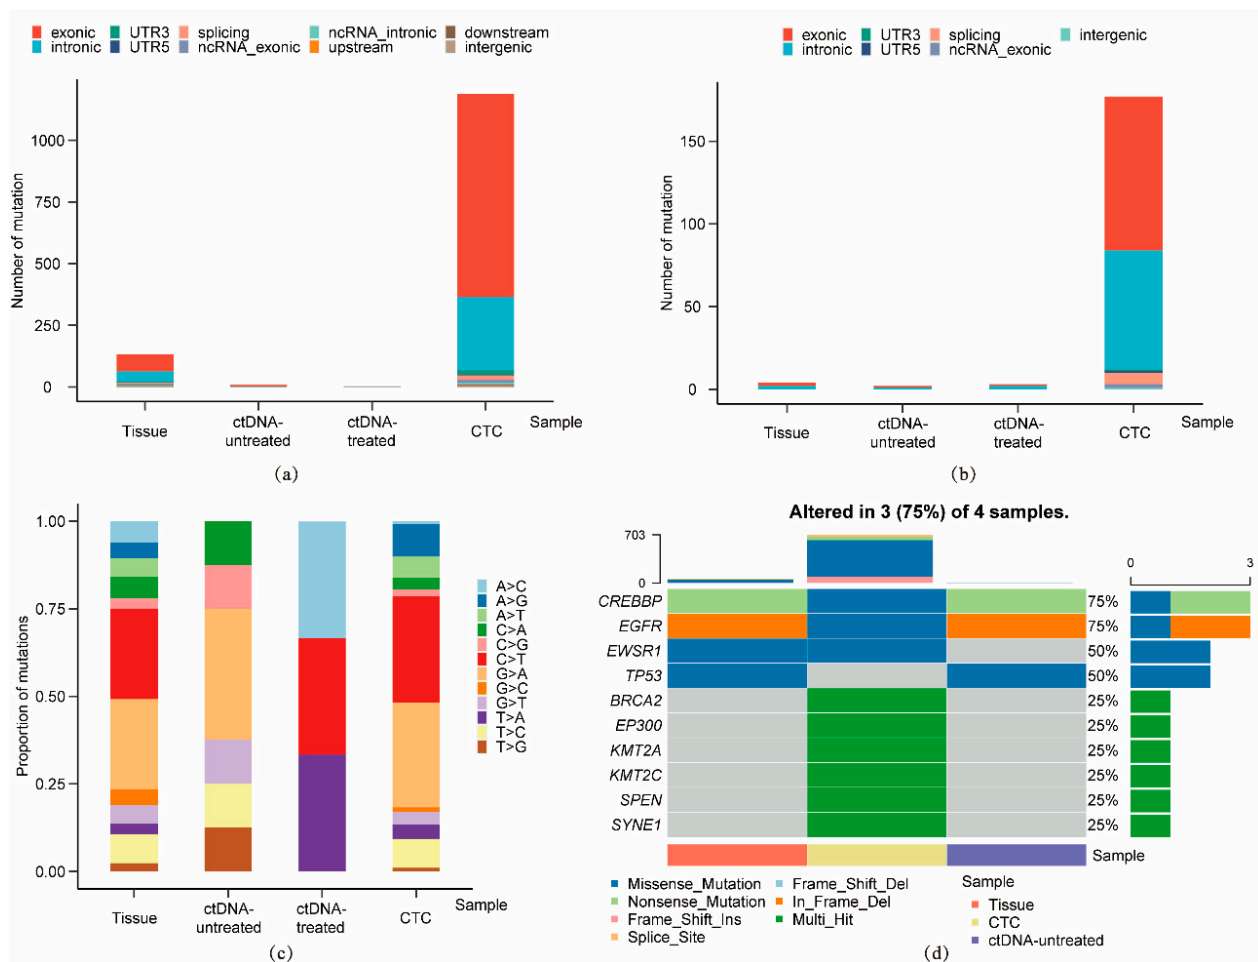 exonic UTR3 splicing ncRNA_intronic downstream
intronic UTR5 ncRNA_exonic upstream intergenic
Number of mutation
1000
750
500
250
0
Tissue
ctDNA-
untreated
ctDNA-
treated
CTC
Sample
(a)
exonic UTR3 splicing intergenic
intronic UTR5 ncRNA_exonic
Number of mutation
150
100
50
0
Tissue
ctDNA-
untreated
ctDNA-
treated
CTC
Sample
(b)
Proportion of mutations
1.00
0.75
0.50
0.25
0.00
A>C
A>G
A>T
C>A
C>G
C>T
G>A
G>C
G>T
T>A
T>C
T>G
Tissue
ctDNA-
untreated
ctDNA-
treated
CTC
Sample
(c)
Altered in 3 (75%) of 4 samples.
703
0
0 3
CREBBP 75%
EGFR 75%
EWSR1 50%
TP53 50%
BRCA2 25%
EP300 25%
KMT2A 25%
KMT2C 25%
SPEN 25%
SYNE1 25%
Sample
Missense_Mutation Frame_Shift_Del
Nonsense_Mutation In_Frame_Del
Frame_Shift_Ins Multi_Hit
Splice_Site
Sample
Tissue
CTC
ctDNA-untreated
(d)